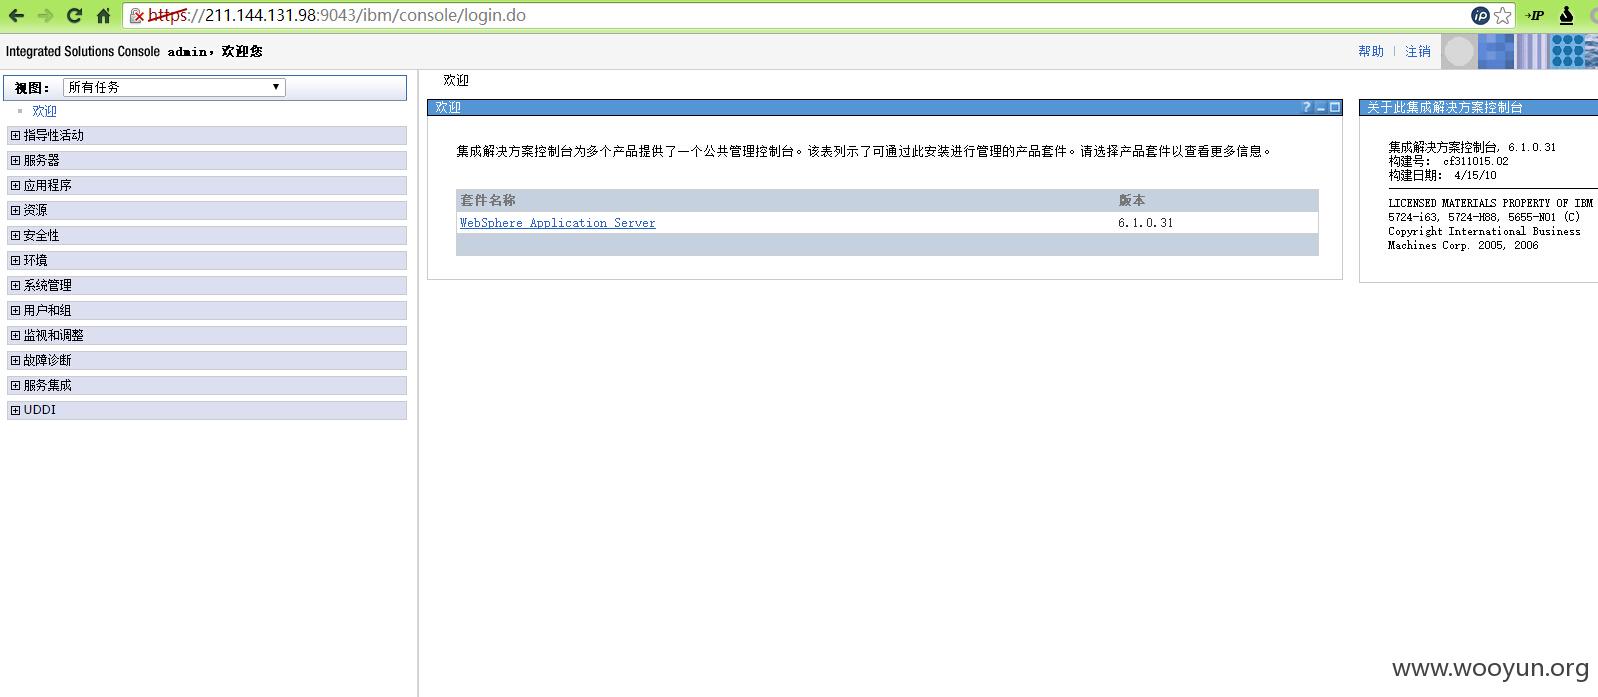 https://211.144.131.98:9043/ibm/console/login.do
Integrated Solutions Console admin，欢迎您
帮助 | 注销
视图： 所有任务
欢迎
指导性活动
服务器
应用程序
资源
安全性
环境
系统管理
用户和组
监视和调整
故障诊断
服务集成
UDDI
欢迎
欢迎
集成解决方案控制台为多个产品提供了一个公共管理控制台。该表列示了可通过此安装进行管理的产品套件。请选择产品套件以查看更多信息。
套件名称 版本
WebSphere Application Server 6.1.0.31
关于此集成解决方案控制台
集成解决方案控制台, 6.1.0.31
构建号： cf311015.02
构建日期： 4/15/10
LICENSED MATERIALS PROPERTY OF IBM
5724-i63, 5724-H88, 5655-N01 (C)
Copyright International Business
Machines Corp. 2005, 2006
www.wooyun.org